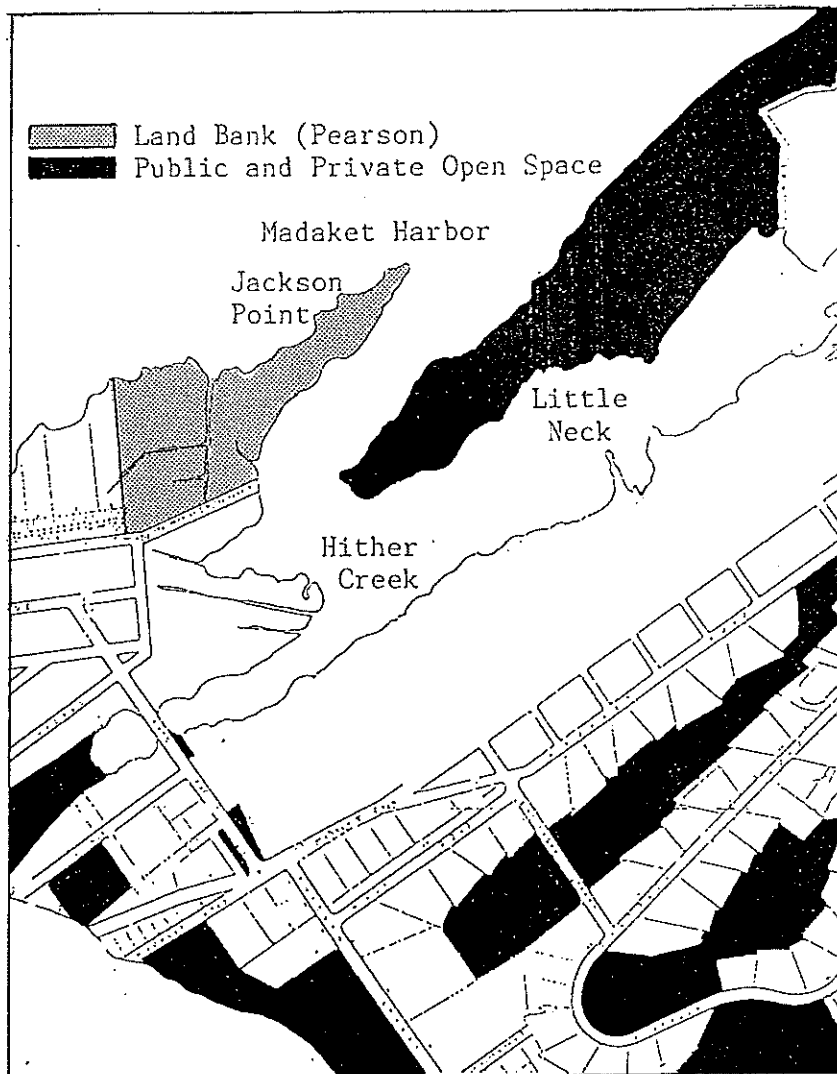 Land Bank (Pearson)
Public and Private Open Space
Madaket Harbor
Jackson
Point
Little
Neck
Hither
Creek